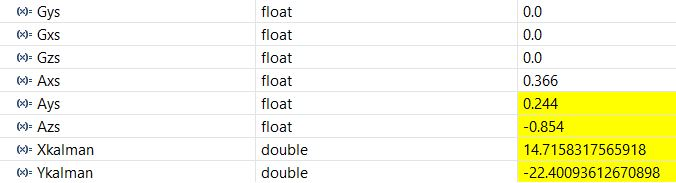 (x)= Gys float 0.0
(x)= Gxs float 0.0
(x)= Gzs float 0.0
(x)= Axs float 0.366
(x)= Ays float 0.244
(x)= Azs float -0.854
(x)= Xkalman double 14.7158317565918
(x)= Ykalman double -22.40093612670898